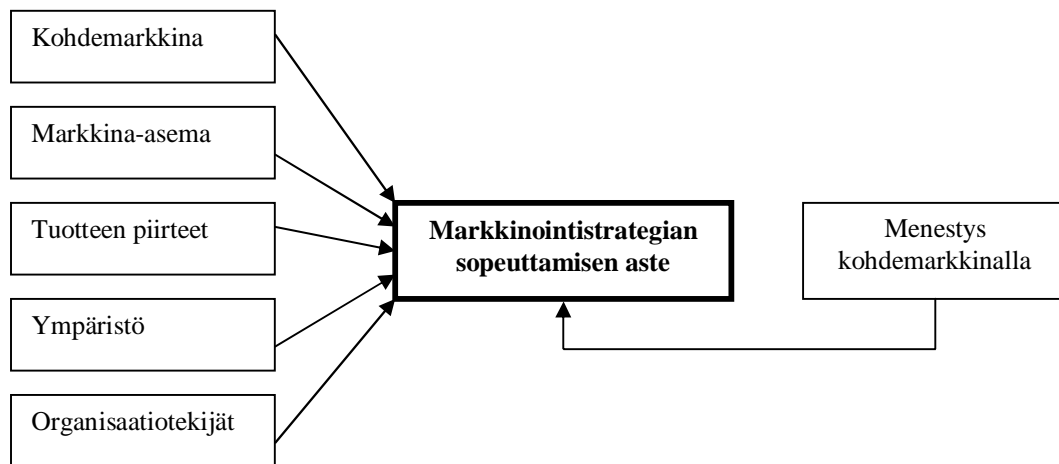 Kohdemarkkina
Markkina-asema
Tuotteen piirteet
Ympäristö
Organisaatiotekijät
Markkinointistrategian
sopeuttamisen aste
Menestys
kohdemarkkinalla